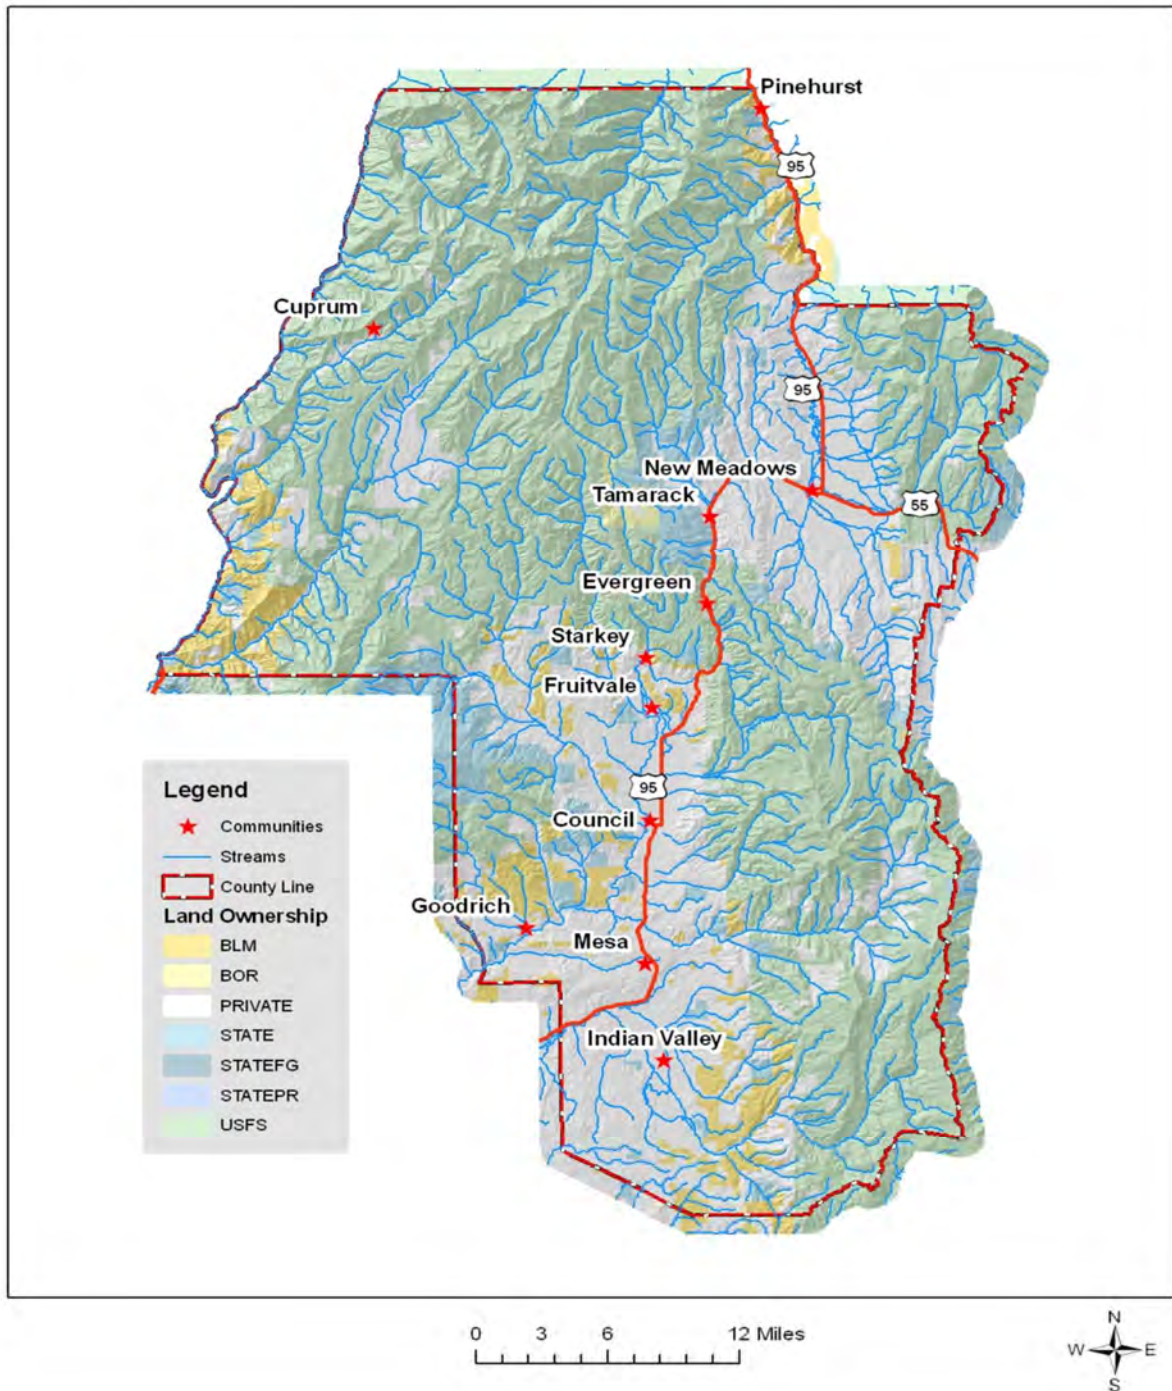 Pinehurst
95
Cuprum
95
New Meadows
Tamarack
55
Evergreen
Starkey
Fruitvale
95
Council
Goodrich
Mesa
Indian Valley
Legend
Communities
Streams
County Line
Land Ownership
BLM
BOR
PRIVATE
STATE
STATEFG
STATEPR
USFS
0 3 6 12 Miles
N
W E
S